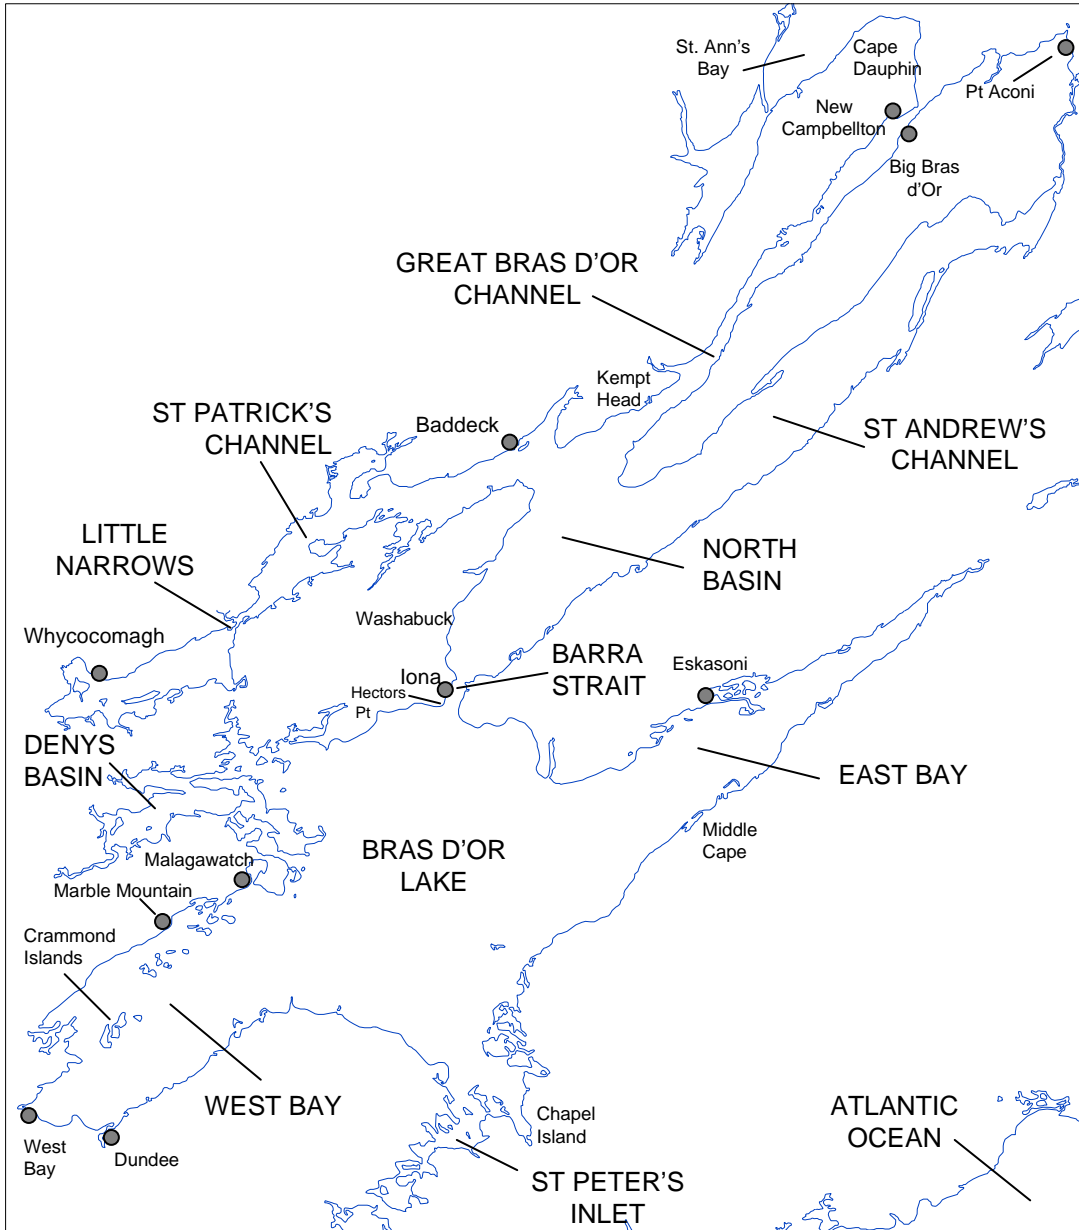 St. Ann's
Bay
Cape
Dauphin
Pt Aconi
New
Campbellton
Big Bras
d'Or
GREAT BRAS D'OR
CHANNEL
Kempt
Head
ST PATRICK'S
CHANNEL
Baddeck
ST ANDREW'S
CHANNEL
LITTLE
NARROWS
NORTH
BASIN
Washabuck
Whycocomagh
BARRA
STRAIT
Iona
Eskasoni
Hectors
Pt
DENYS
BASIN
EAST BAY
Middle
Cape
BRAS D'OR
LAKE
Malagawatch
Marble Mountain
Crammond
Islands
WEST BAY
Chapel
Island
ATLANTIC
OCEAN
West
Bay
Dundee
ST PETER'S
INLET